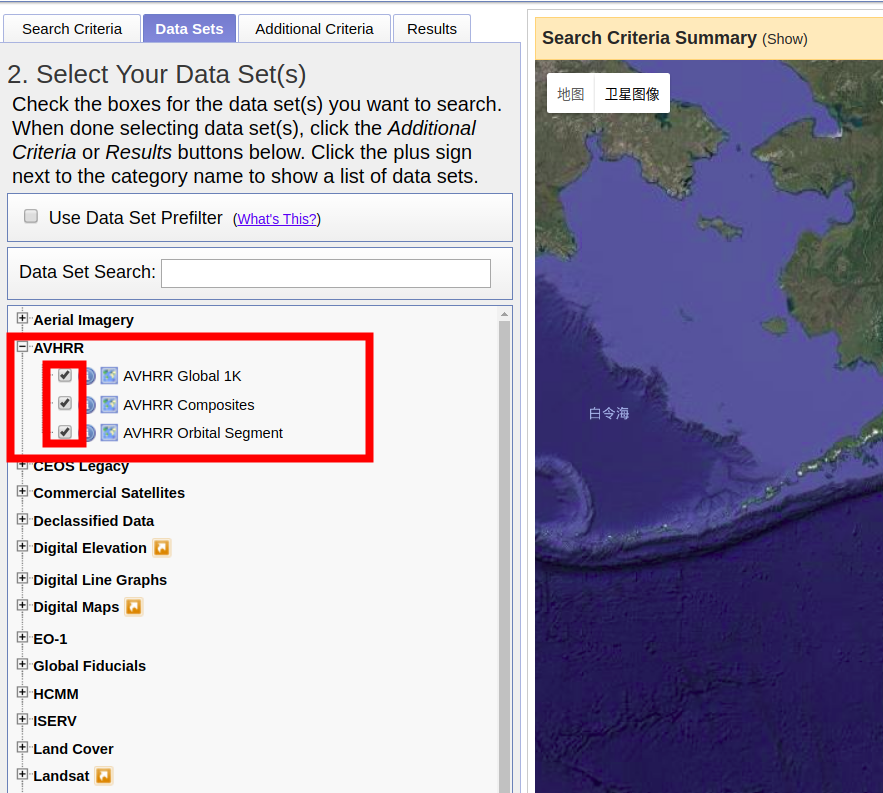 Search Criteria
Data Sets
Additional Criteria
Results
2. Select Your Data Set(s)
Check the boxes for the data set(s) you want to search.
When done selecting data set(s), click the Additional
Criteria or Results buttons below. Click the plus sign
next to the category name to show a list of data sets.
Use Data Set Prefilter (What's This?)
Data Set Search:
Aerial Imagery
AVHRR
AVHRR Global 1K
AVHRR Composites
AVHRR Orbital Segment
CEOS Legacy
Commercial Satellites
Declassified Data
Digital Elevation
Digital Line Graphs
Digital Maps
EO-1
Global Fiducials
HCMM
ISERV
Land Cover
Landsat
Search Criteria Summary (Show)
地图
卫星图像
白令海